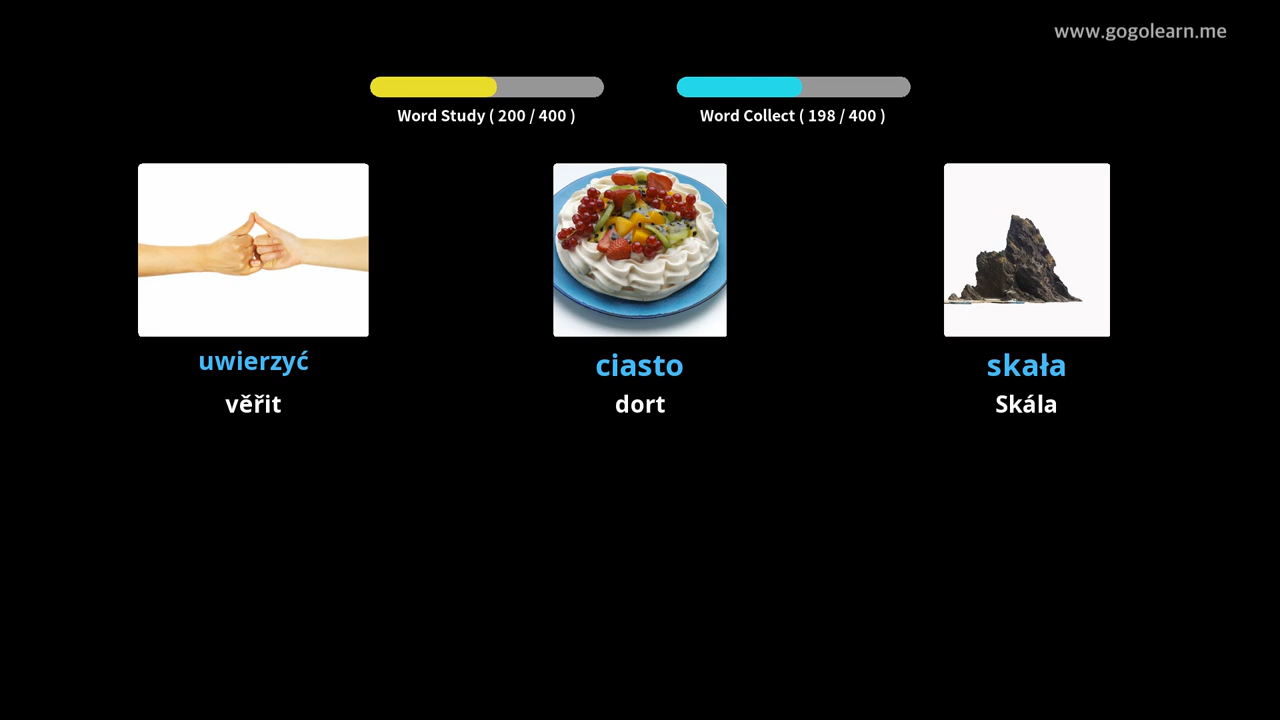 www.gogolearn.me
Word Study ( 200 / 400 )
Word Collect ( 198 / 400 )
uwierzyć
věřit
ciasto
dort
skała
Skála